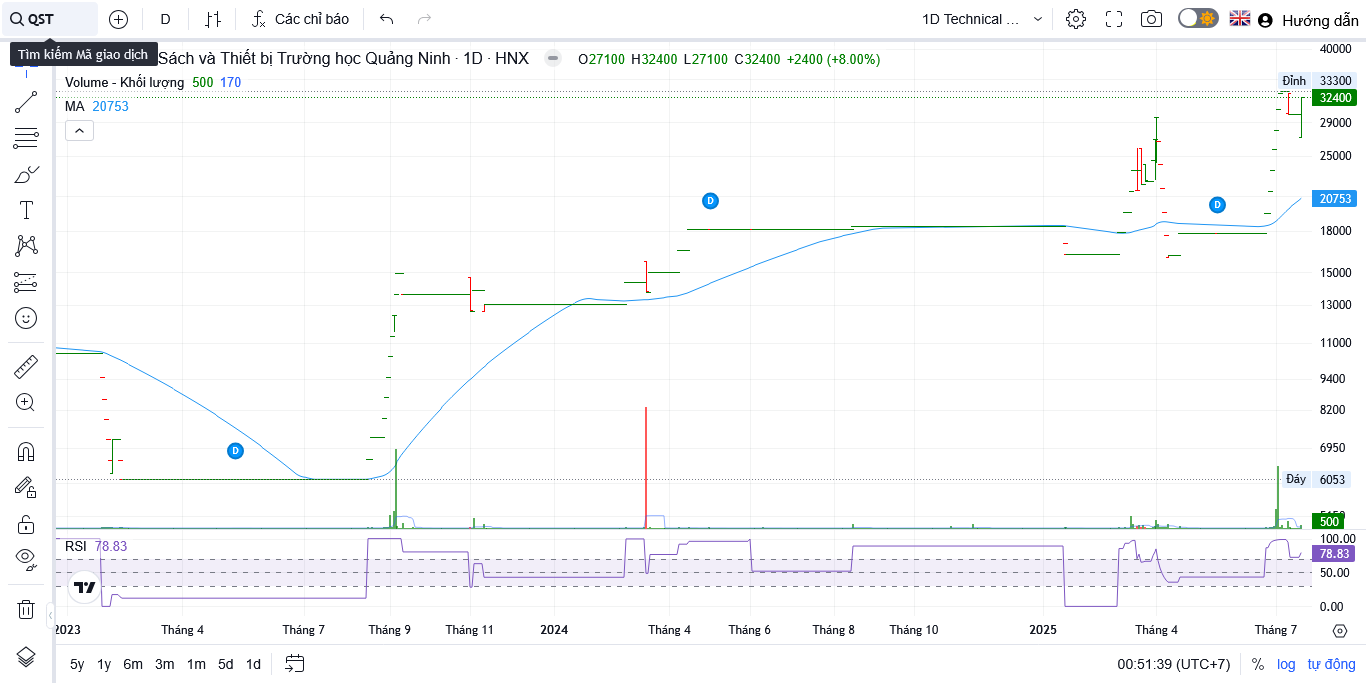 QST
D
Các chỉ báo
1D Technical ...
Hướng dẫn
Tìm kiếm Mã giao dịch
Sách và Thiết bị Trường học Quảng Ninh · 1D · HNX
O27100 H32400 L27100 C32400 +2400 (+8.00%)
Volume - Khối lượng 500 170
MA 20753
40000
Đỉnh 33300
32400
29000
25000
20753
18000
15000
13000
11000
9400
8200
6950
Đáy 6053
500
D
D
D
RSI 78.83
100.00
78.83
50.00
0.00
2023 Tháng 4 Tháng 7 Tháng 9 Tháng 11 2024 Tháng 4 Tháng 6 Tháng 8 Tháng 10 2025 Tháng 4 Tháng 7
5y 1y 6m 3m 1m 5d 1d
00:51:39 (UTC+7) % log tự động